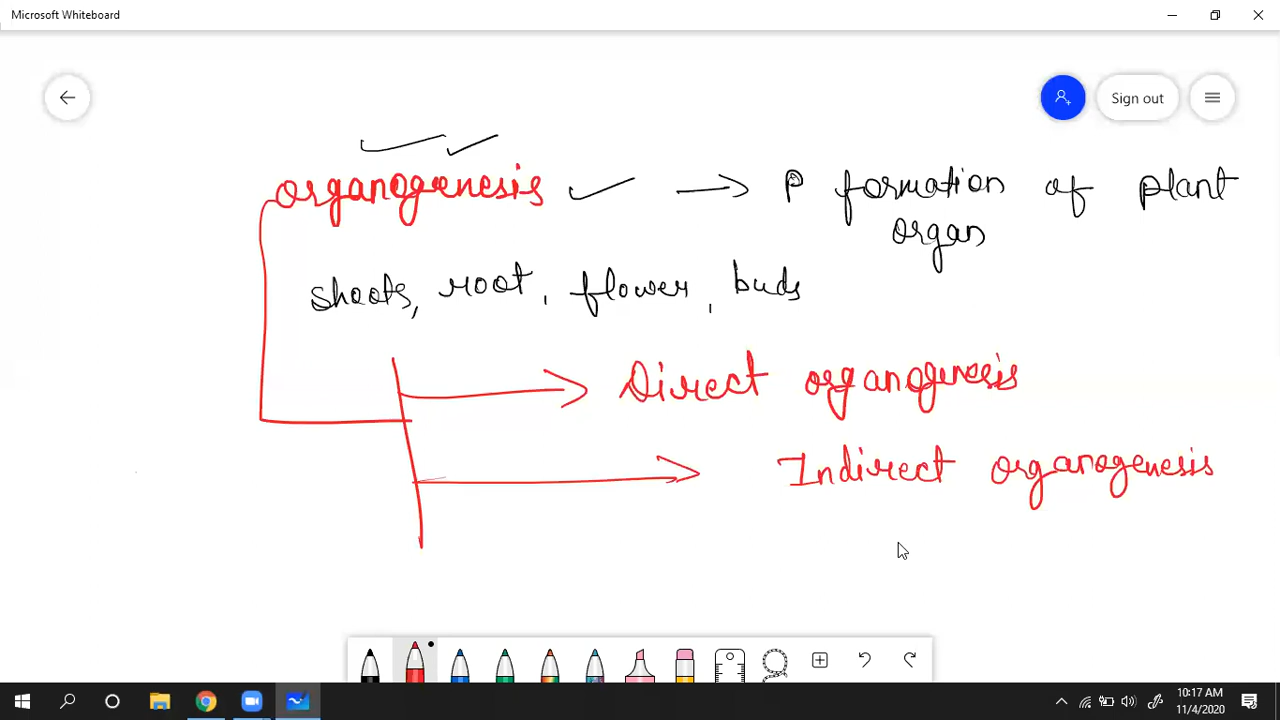 Microsoft Whiteboard
Sign out
organogenesis → P formation of plant
organ
shoots, root, flower, buds
Direct organogenesis
Indirect organogenesis
10:17 AM
11/4/2020